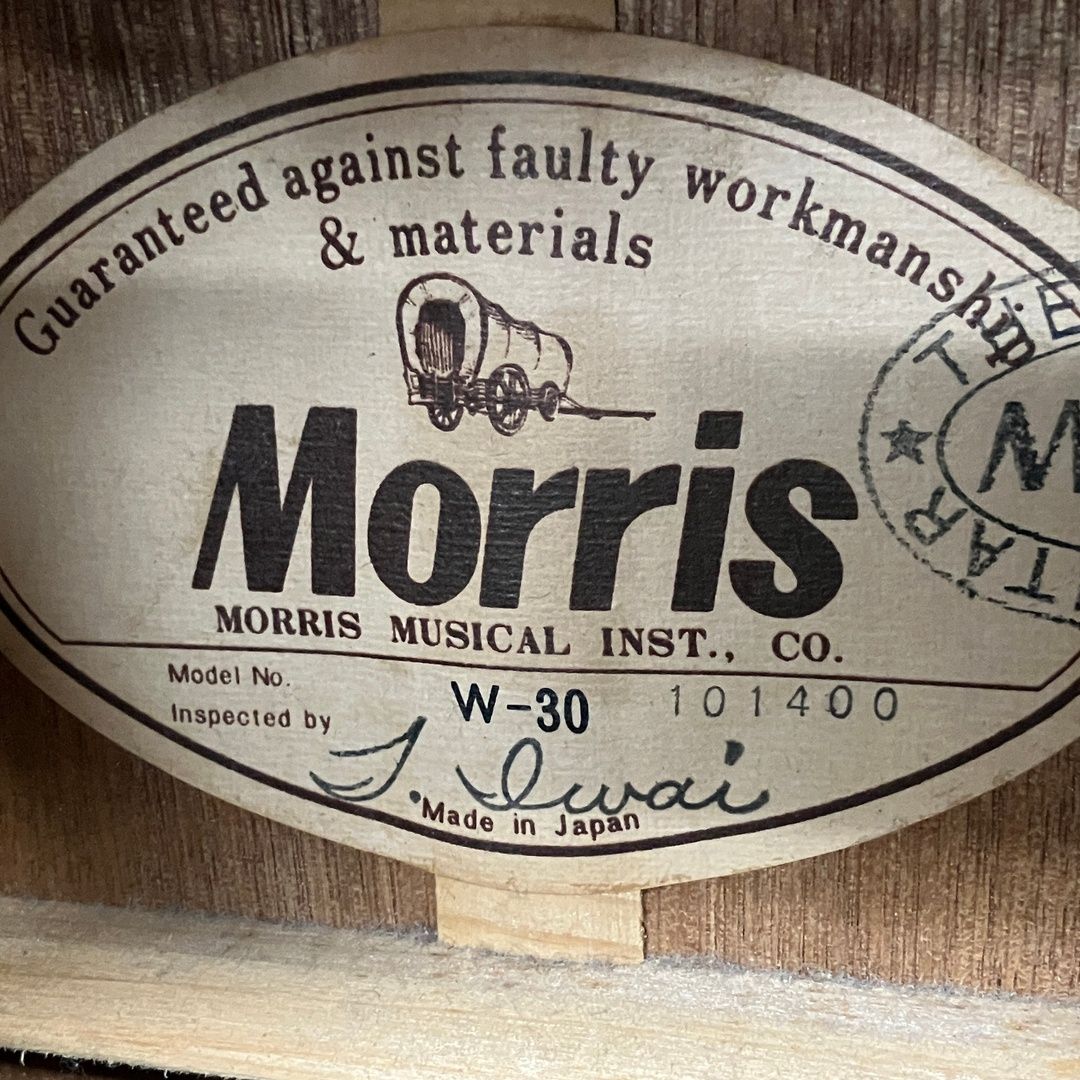 Guaranteed against faulty workmanship
& materials
Morris
MORRIS MUSICAL INST., CO.
Model No. W-30 101400
Inspected by T. Iwai
Made in Japan